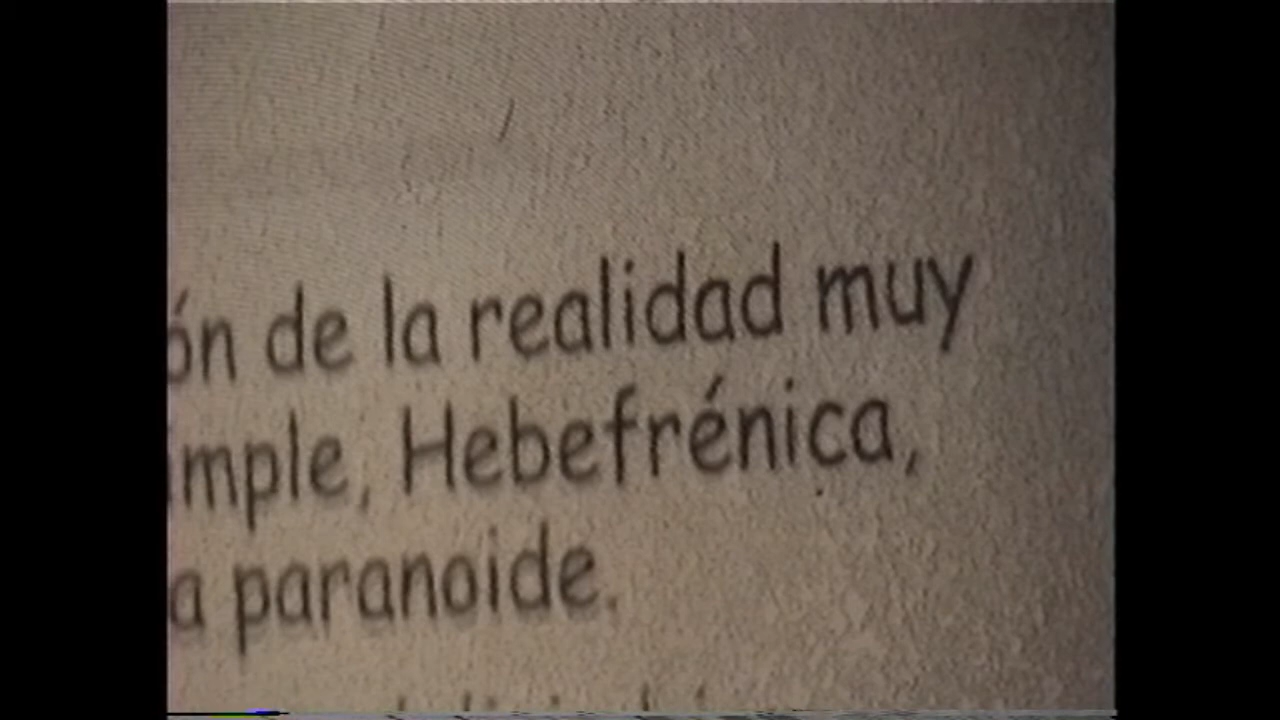 ón de la realidad muy
imple, Hebefrénica,
a paranoide.